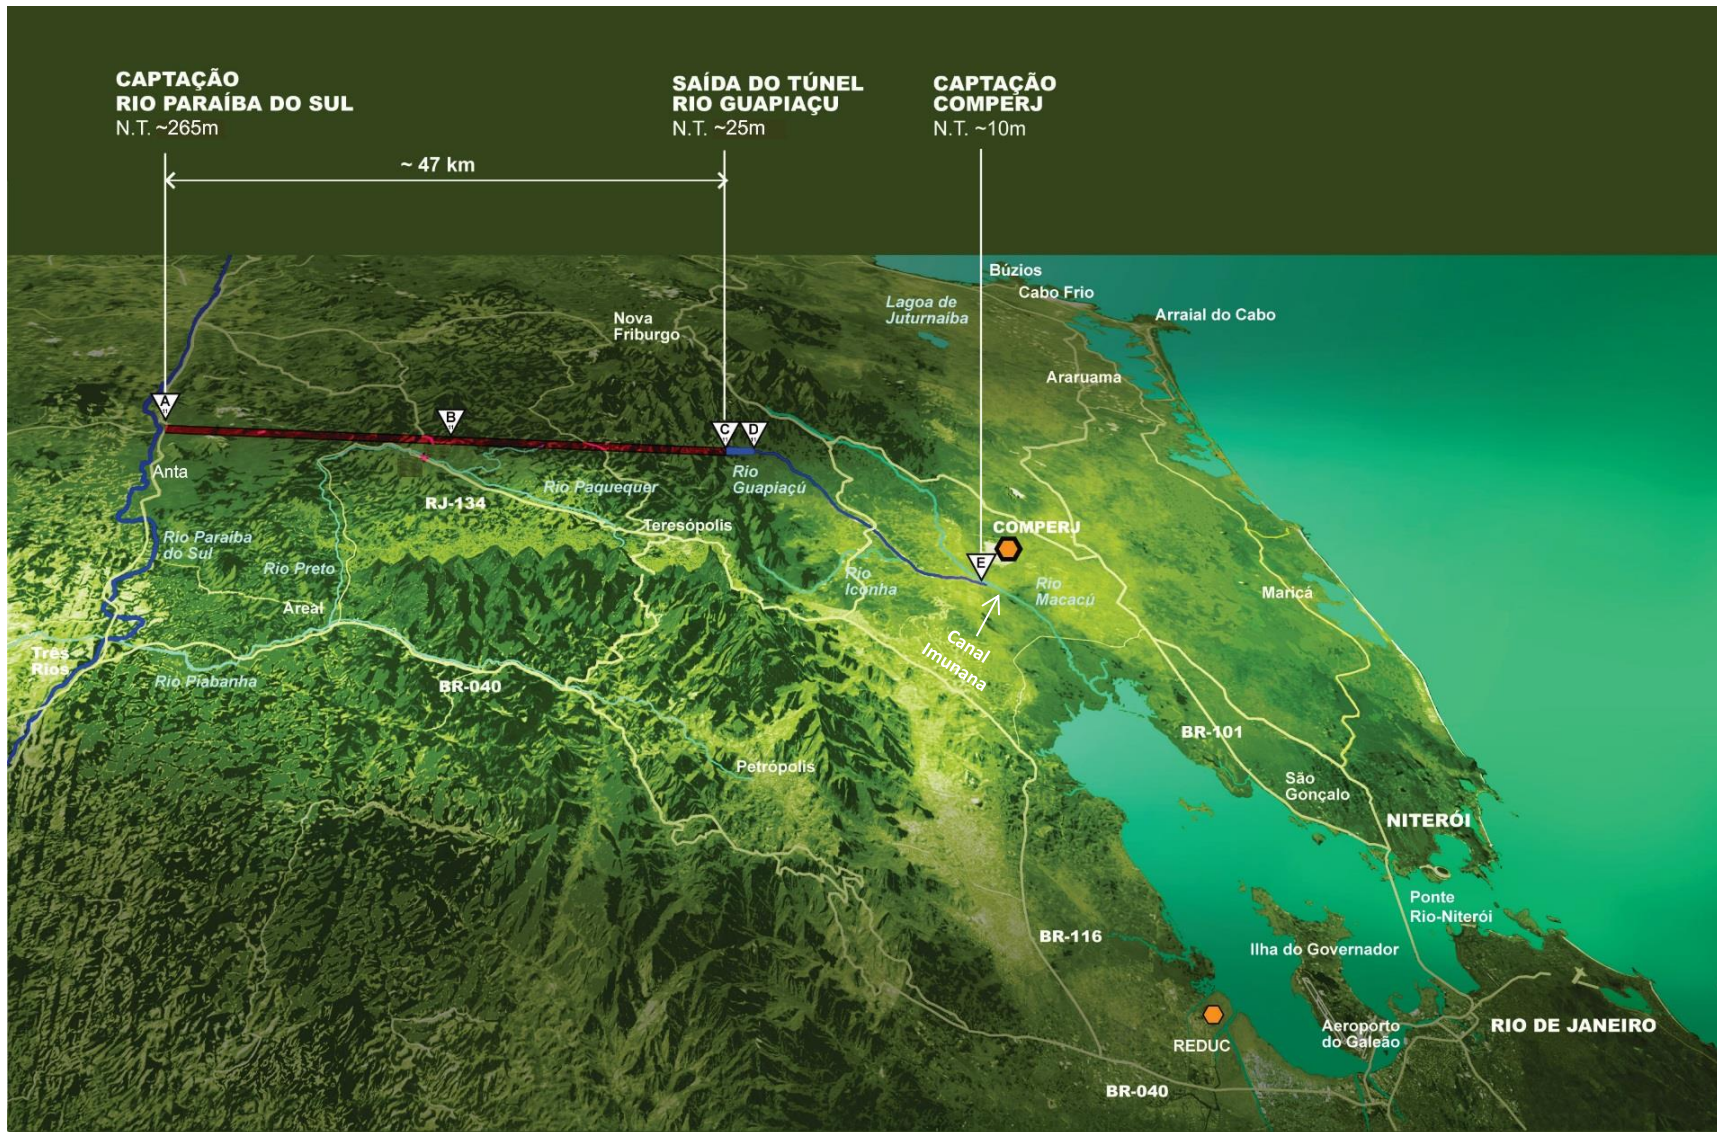 CAPTAÇÃO
RIO PARAÍBA DO SUL
N.T. ~265m
SAÍDA DO TÚNEL
RIO GUAPIAÇU
N.T. ~25m
CAPTAÇÃO
COMPERJ
N.T. ~10m
~ 47 km
Búzios
Cabo Frio
Lagoa de
Juturnaíba
Arraial do Cabo
Nova
Friburgo
Araruama
A
B
C
D
Anta
Rio
Guapiaçú
Rio Paquequer
RJ-134
Teresópolis
COMPERJ
Rio Paraíba
do Sul
Rio Preto
E
Rio
Iconha
Rio
Macacú
Maricá
Areal
Canal
Imunana
Três
Rios
Rio Piabanha
BR-040
BR-101
Petrópolis
São
Gonçalo
NITERÓI
Ponte
Rio-Niterói
BR-116
Ilha do Governador
Aeroporto
do Galeão
RIO DE JANEIRO
REDUC
BR-040